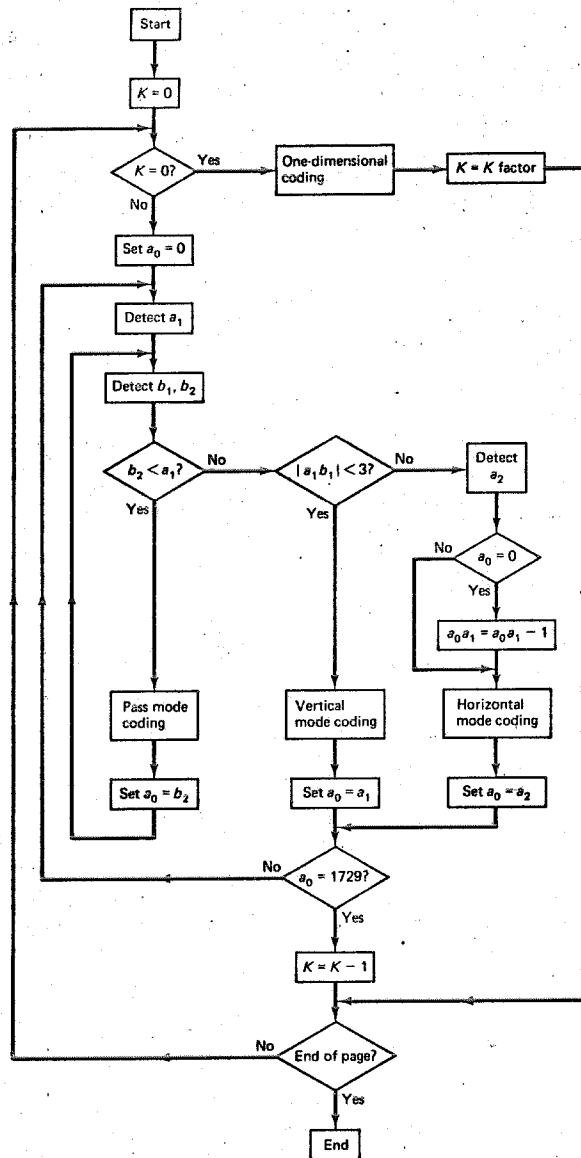 Start
K = 0
K = 0?
Yes
One-dimensional
coding
K = K factor
No
Set a₀ = 0
Detect a₁
Detect b₁, b₂
b₂ < a₁?
No
|a₁b₁| < 3?
No
Detect
a₂
Yes
Yes
No
a₀ = 0
Yes
a₀a₁ = a₀a₁ − 1
Pass mode
coding
Vertical
mode coding
Horizontal
mode coding
Set a₀ = b₂
Set a₀ = a₁
Set a₀ = a₂
No
a₀ = 1729?
Yes
K = K − 1
No
End of page?
Yes
End